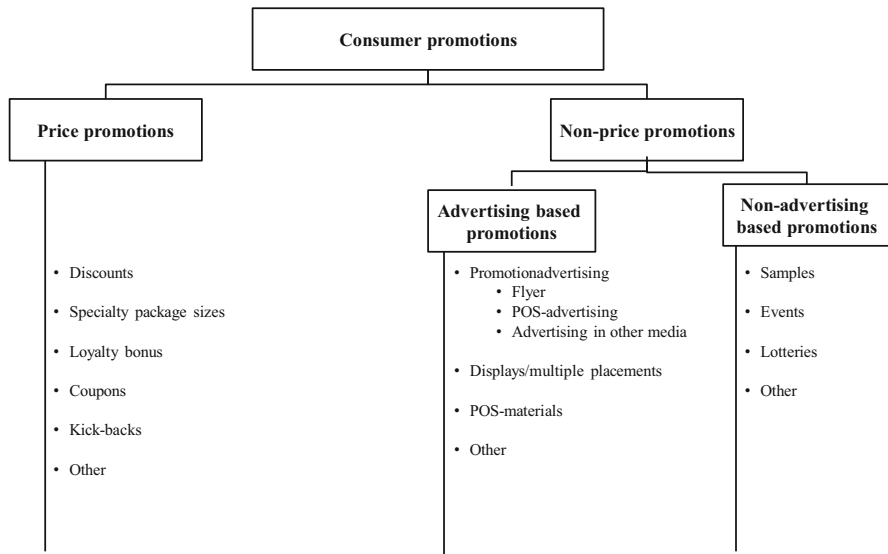 Consumer promotions
Price promotions
Non-price promotions
Advertising based
promotions
Non-advertising
based promotions
• Discounts
• Specialty package sizes
• Loyalty bonus
• Coupons
• Kick-backs
• Other
• Promotionadvertising
• Flyer
• POS-advertising
• Advertising in other media
• Displays/multiple placements
• POS-materials
• Other
• Samples
• Events
• Lotteries
• Other